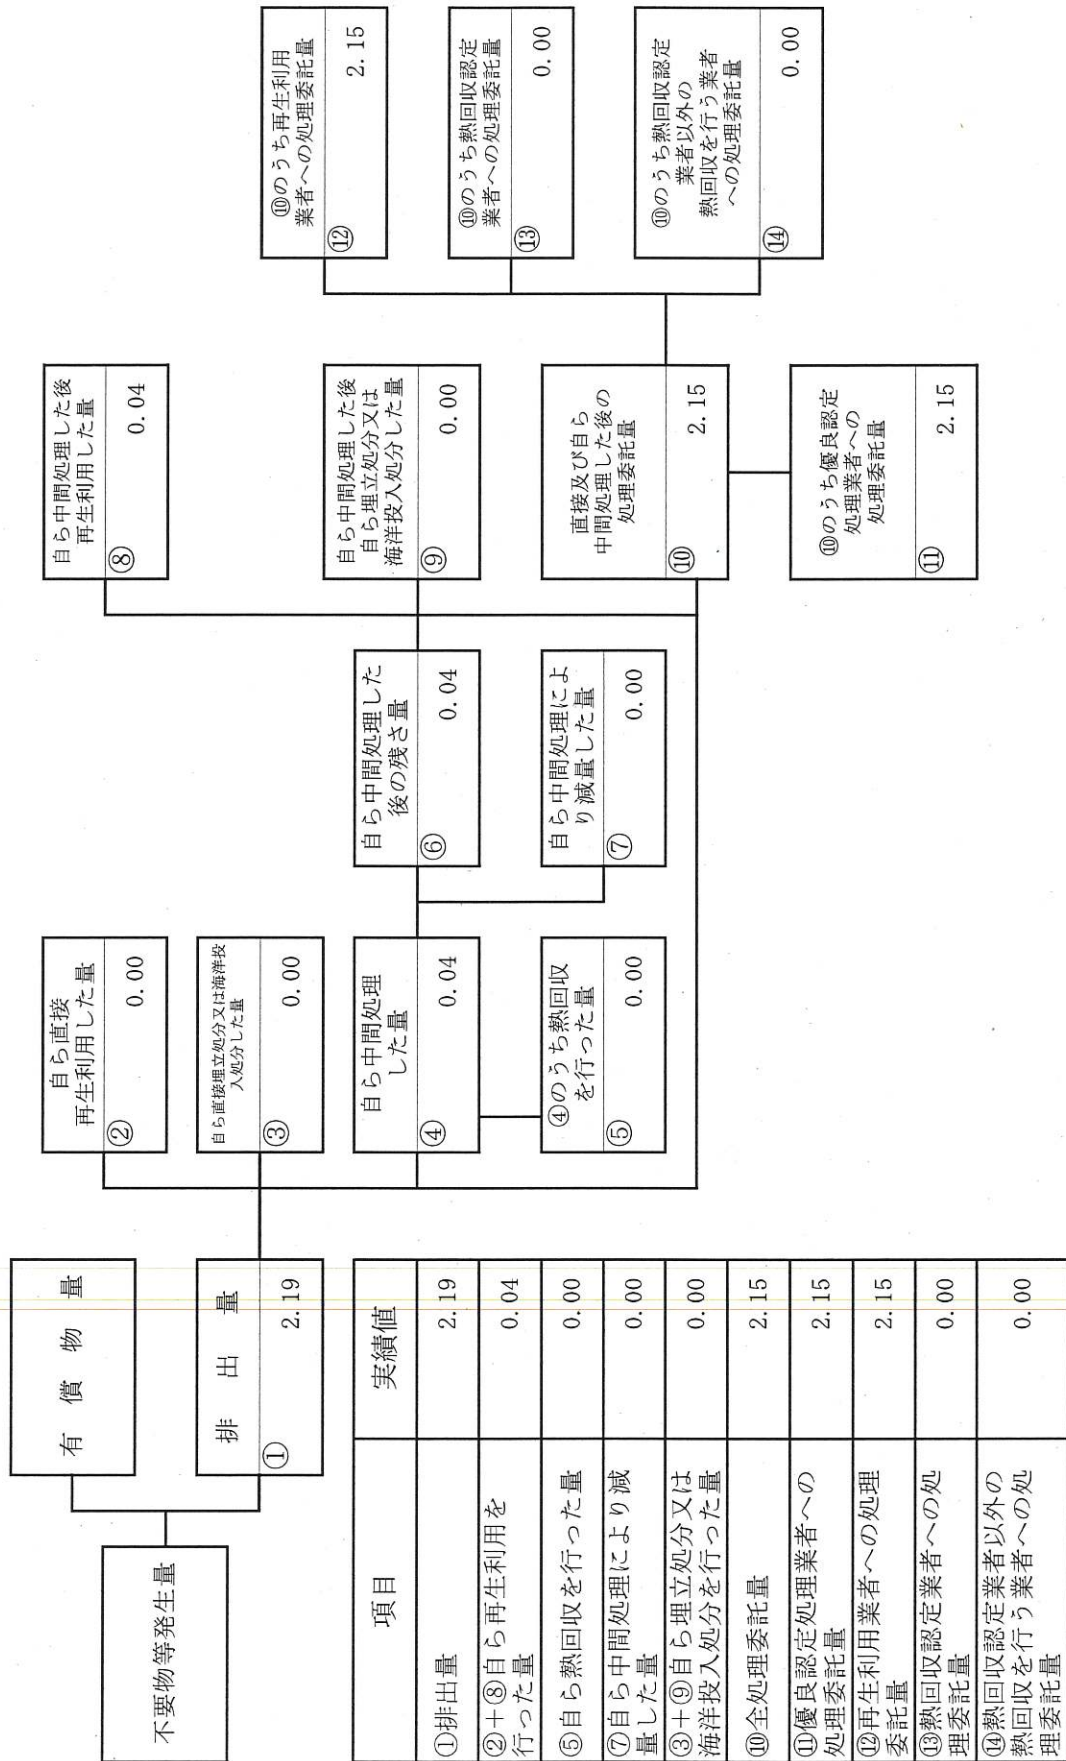 不要物等発生量
有償物量
排出量
①
2.19
自ら直接
再生利用した量
②
0.00
自ら直接埋立処分又は海洋投
入処分した量
③
0.00
自ら中間処理
した量
④
0.04
④のうち熱回収
を行った量
⑤
0.00
自ら中間処理した
後の残さ量
⑥
0.04
自ら中間処理によ
り減量した量
⑦
0.00
自ら中間処理した後
再生利用した量
⑧
0.04
自ら中間処理した後
自ら埋立処分又は
海洋投入処分した量
⑨
0.00
直接及び自ら
中間処理した後の
処理委託量
⑩
2.15
⑩のうち優良認定
処理業者への
処理委託量
⑪
2.15
⑩のうち再生利用
業者への処理委託量
⑫
2.15
⑩のうち熱回収認定
業者への処理委託量
⑬
0.00
⑩のうち熱回収認定
業者以外の
熱回収を行う業者
への処理委託量
⑭
0.00
項目 実績値
①排出量 2.19
②+⑧自ら再生利用を
行った量 0.04
⑤自ら熱回収を行った量 0.00
⑦自ら中間処理により減
量した量 0.00
③+⑨自ら埋立処分又は
海洋投入処分を行った量 0.00
⑩全処理委託量 2.15
⑪優良認定処理業者への
処理委託量 2.15
⑫再生利用業者への処理
委託量 2.15
⑬熱回収認定業者への処
理委託量 0.00
⑭熱回収認定業者以外の
熱回収を行う業者への処
理委託量 0.00